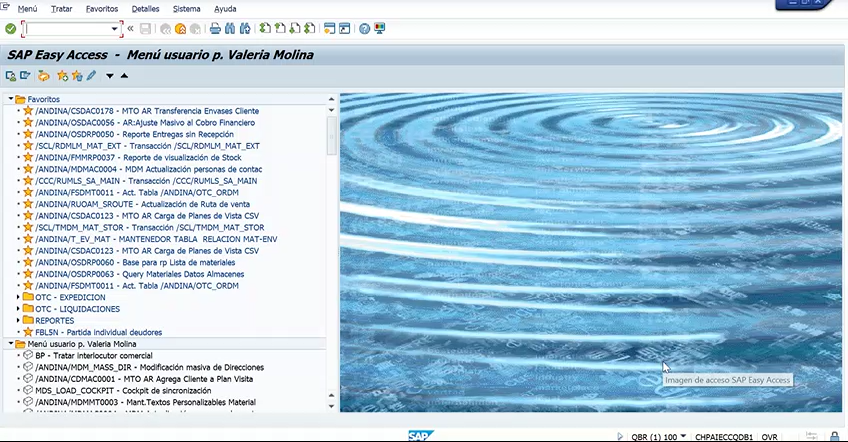 Menú Tratar Favoritos Detalles Sistema Ayuda
SAP Easy Access - Menú usuario p. Valeria Molina
Favoritos
/ANDINA/CSDAC0178 - MTO AR Transferencia Envases Cliente
/ANDINA/OSDAC0056 - AR:Ajuste Masivo al Cobro Financiero
/ANDINA/OSDRP0050 - Reporte Entregas sin Recepción
/SCL/RDMLM_MAT_EXT - Transacción /SCL/RDMLM_MAT_EXT
/ANDINA/FMMRP0037 - Reporte de visualización de Stock
/ANDINA/MDMAC0004 - MDM Actualización personas de contac
/CCC/RUMLS_SA_MAIN - Transacción /CCC/RUMLS_SA_MAIN
/ANDINA/FSDMT0011 - Act. Tabla /ANDINA/OTC_ORDM
/ANDINA/RUOAM_SROUTE - Actualización de Ruta de venta
/ANDINA/CSDAC0123 - MTO AR Carga de Planes de Vista CSV
/SCL/TMDM_MAT_STOR - Transacción /SCL/TMDM_MAT_STOR
/ANDINA/T_EV_MAT - MANTENEDOR TABLA RELACION MAT-ENV
/ANDINA/CSDAC0123 - MTO AR Carga de Planes de Vista CSV
/ANDINA/OSDRP0060 - Base para rp Lista de materiales
/ANDINA/OSDRP0063 - Query Materiales Datos Almacenes
/ANDINA/FSDMT0011 - Act. Tabla /ANDINA/OTC_ORDM
OTC - EXPEDICION
OTC - LIQUIDACIONES
REPORTES
FBL5N - Partida individual deudores
Menú usuario p. Valeria Molina
BP - Tratar interlocutor comercial
/ANDINA/MDM_MASS_DIR - Modificación masiva de Direcciones
/ANDINA/CDMAC0001 - MTO AR Agrega Cliente a Plan Visita
MDS_LOAD_COCKPIT - Cockpit de sincronización
/ANDINA/MDMMT0003 - Mant.Textos Personalizables Material
Imagen de acceso SAP Easy Access
SAP
QBR (1) 100 CHPAIECCQDB1 OVR